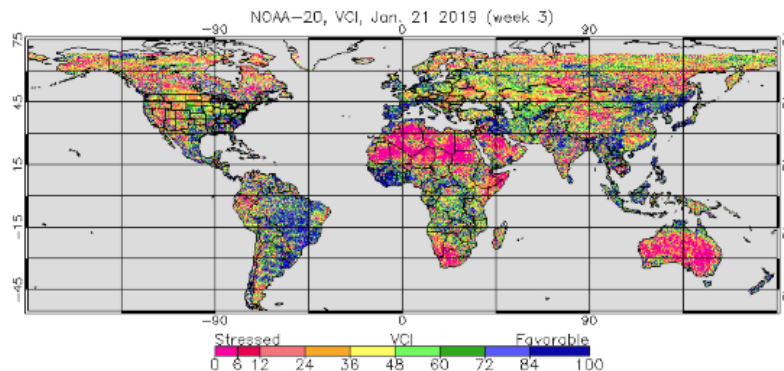 NOAA-20, VCI, Jan. 21 2019 (week 3)
-90 0 90
75
45
15
-15
-45
-90 0 90
Stressed VCI Favorable
0 6 12 24 36 48 60 72 84 100